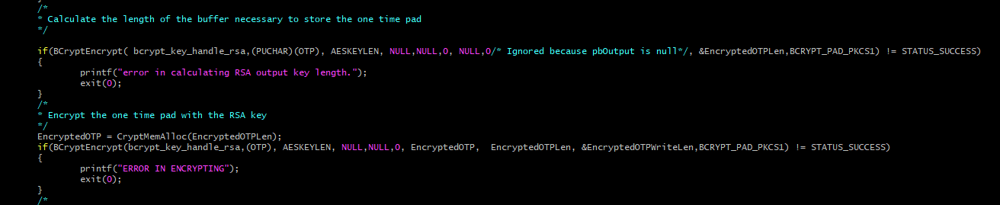 /*
* Calculate the length of the buffer necessary to store the one time pad
*/
if(BCryptEncrypt( bcrypt_key_handle_rsa,(PUCHAR)(OTP), AESKEYLEN, NULL,NULL,0, NULL,0/* Ignored because pbOutput is null*/, &EncryptedOTPLen,BCRYPT_PAD_PKCS1) != STATUS_SUCCESS)
{
printf("error in calculating RSA output key length.");
exit(0);
}
/*
* Encrypt the one time pad with the RSA key
*/
EncryptedOTP = CryptMemAlloc(EncryptedOTPLen);
if(BCryptEncrypt(bcrypt_key_handle_rsa,(OTP), AESKEYLEN, NULL,NULL,0, EncryptedOTP,  EncryptedOTPLen, &EncryptedOTPWriteLen,BCRYPT_PAD_PKCS1) != STATUS_SUCCESS)
{
printf("ERROR IN ENCRYPTING");
exit(0);
}
/*